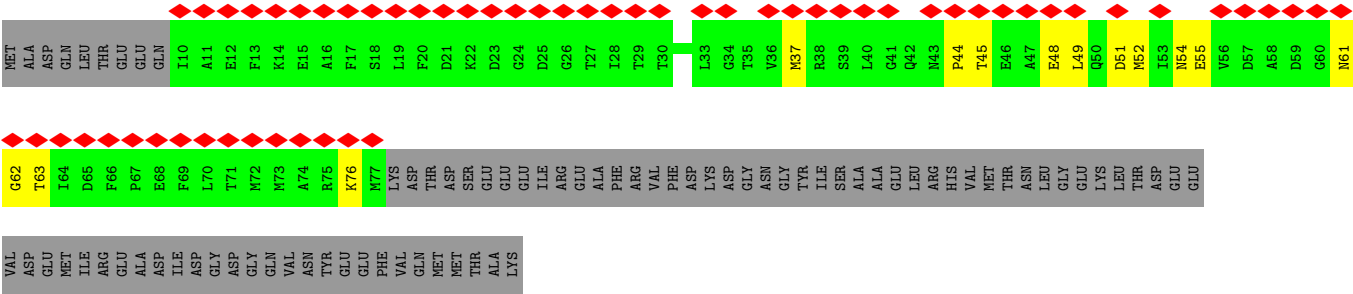 MET ALA ASP GLN LEU THR GLU GLU GLN I10 A11 E12 F13 K14 E15 A16 F17 S18 L19 F20 D21 K22 D23 G24 D25 G26 T27 I28 T29 T30 L33 G34 T35 V36 M37 R38 S39 L40 G41 Q42 N43 P44 T45 E46 A47 E48 L49 Q50 D51 M52 I53 N54 E55 V56 D57 A58 D59 G60 N61
G62 T63 I64 D65 F66 P67 E68 F69 L70 T71 M72 M73 A74 R75 K76 M77 LYS ASP THR ASP SER GLU GLU GLU ILE ARG GLU ALA PHE ARG VAL PHE ASP LYS ASP GLY ASN GLY TYR ILE SER ALA ALA GLU LEU ARG HIS VAL MET THR ASN LEU GLY GLU LYS LEU THR ASP GLU GLU
VAL ASP GLU MET ILE ARG GLU ALA ASP ILE ASP GLY ASP GLY GLN VAL ASN TYR GLU GLU PHE VAL GLN MET MET THR ALA LYS